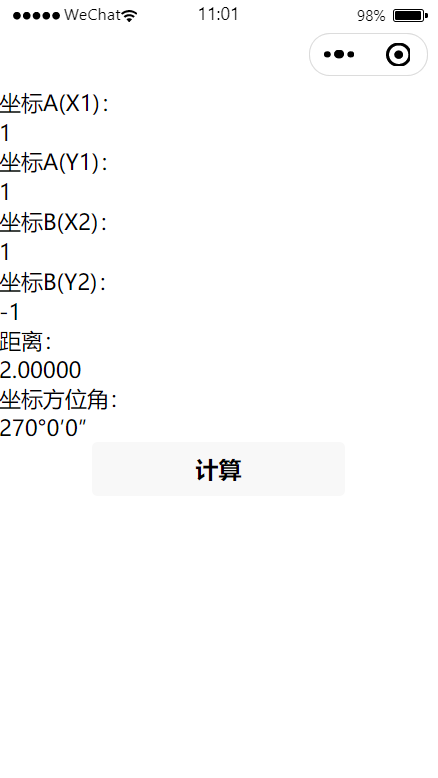 WeChat 11:01 98%
坐标A(X1)：
1
坐标A(Y1)：
1
坐标B(X2)：
1
坐标B(Y2)：
-1
距离：
2.00000
坐标方位角：
270°0′0″
计算